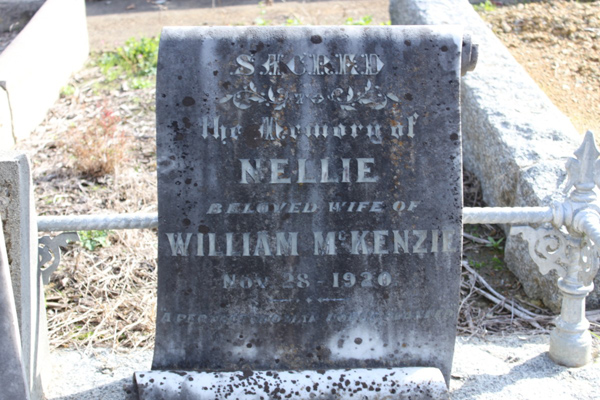 SACRED
TO
the Memory of
NELLIE
BELOVED WIFE OF
WILLIAM McKENZIE
NOV. 28 - 1920